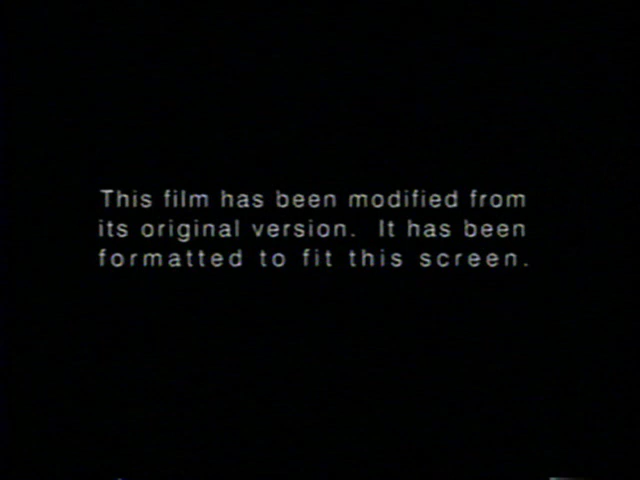 This film has been modified from
its original version. It has been
formatted to fit this screen.